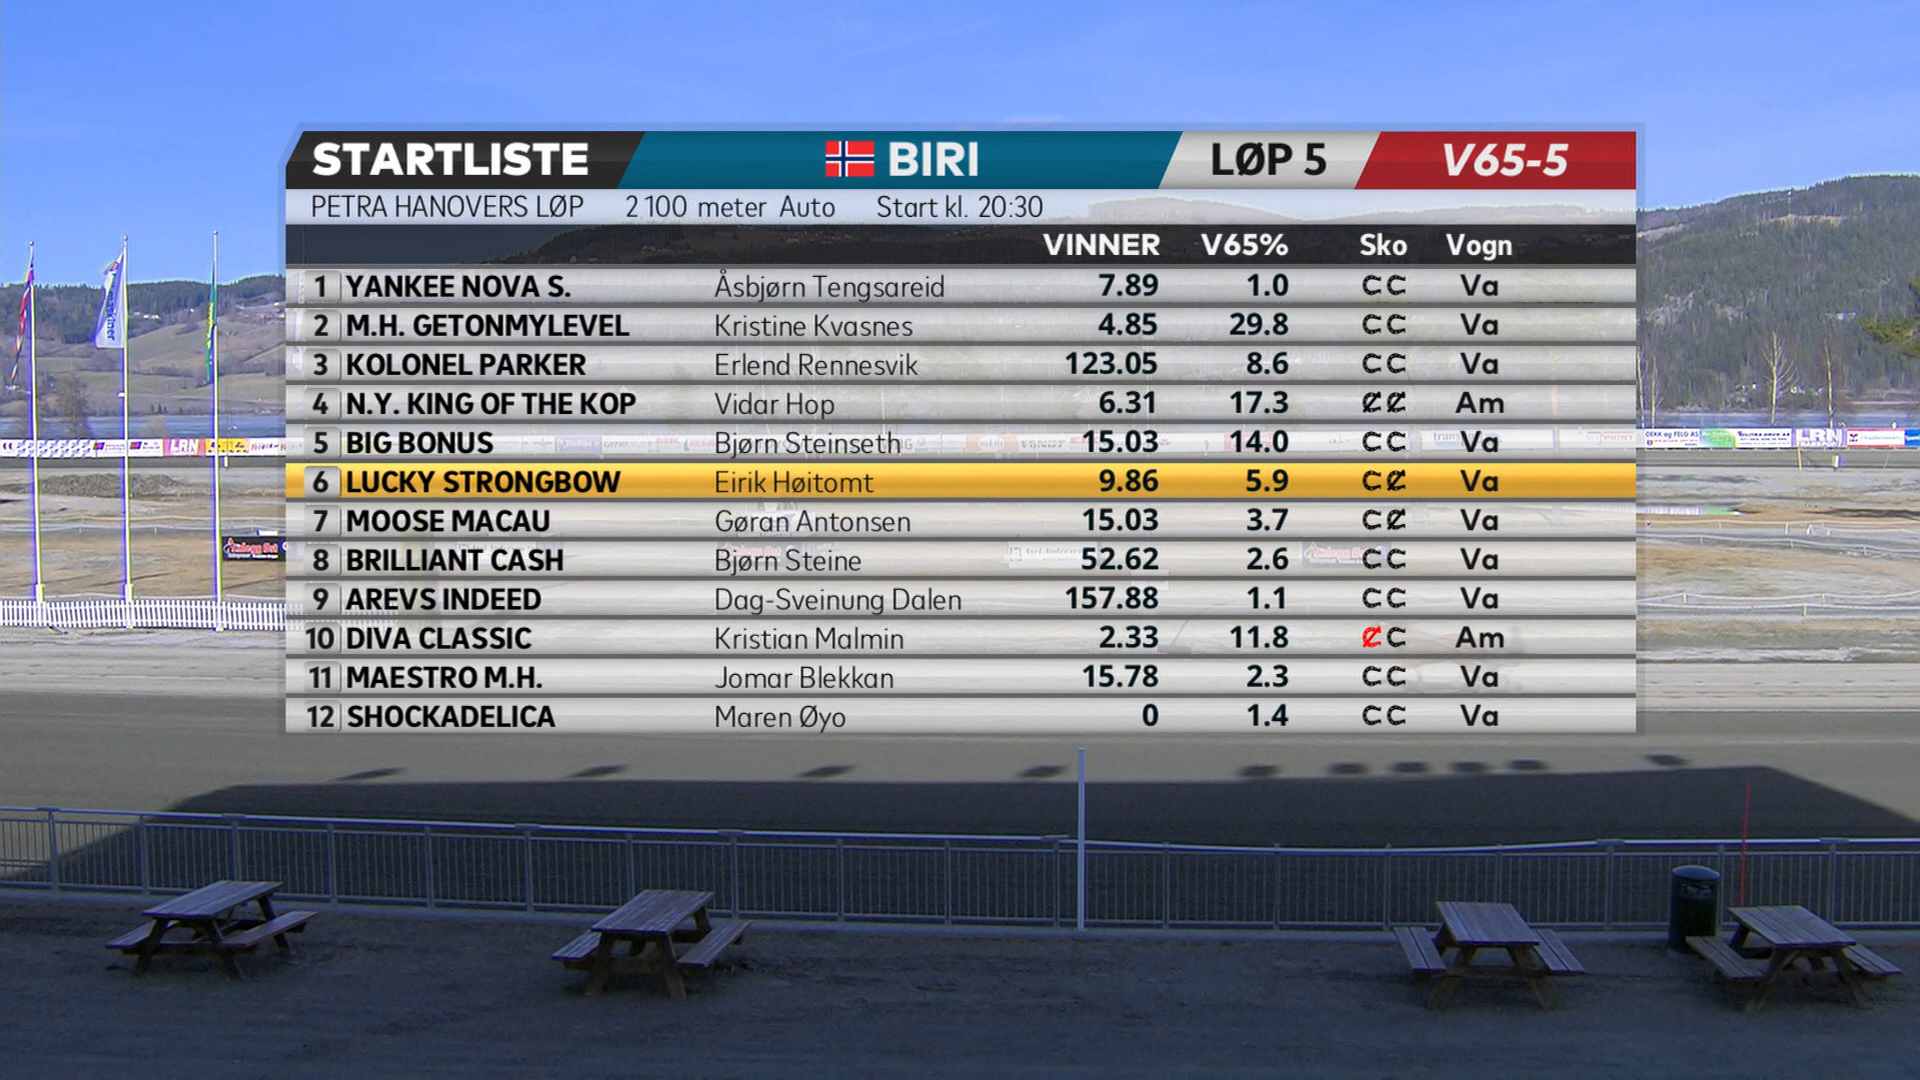 STARTLISTE BIRI LØP 5 V65-5
PETRA HANOVERS LØP 2100 meter Auto Start kl. 20:30
VINNER V65% Sko Vogn
1 YANKEE NOVA S. Åsbjørn Tengsareid 7.89 1.0 C C Va
2 M.H. GETONMYLEVEL Kristine Kvasnes 4.85 29.8 C C Va
3 KOLONEL PARKER Erlend Rennesvik 123.05 8.6 C C Va
4 N.Y. KING OF THE KOP Vidar Hop 6.31 17.3 Ȼ Ȼ Am
5 BIG BONUS Bjørn Steinseth 15.03 14.0 C C Va
6 LUCKY STRONGBOW Eirik Høitomt 9.86 5.9 C Ȼ Va
7 MOOSE MACAU Gøran Antonsen 15.03 3.7 C Ȼ Va
8 BRILLIANT CASH Bjørn Steine 52.62 2.6 C C Va
9 AREVS INDEED Dag-Sveinung Dalen 157.88 1.1 C C Va
10 DIVA CLASSIC Kristian Malmin 2.33 11.8 Ȼ C Am
11 MAESTRO M.H. Jomar Blekkan 15.78 2.3 C C Va
12 SHOCKADELICA Maren Øyo 0 1.4 C C Va
LRN
LRN